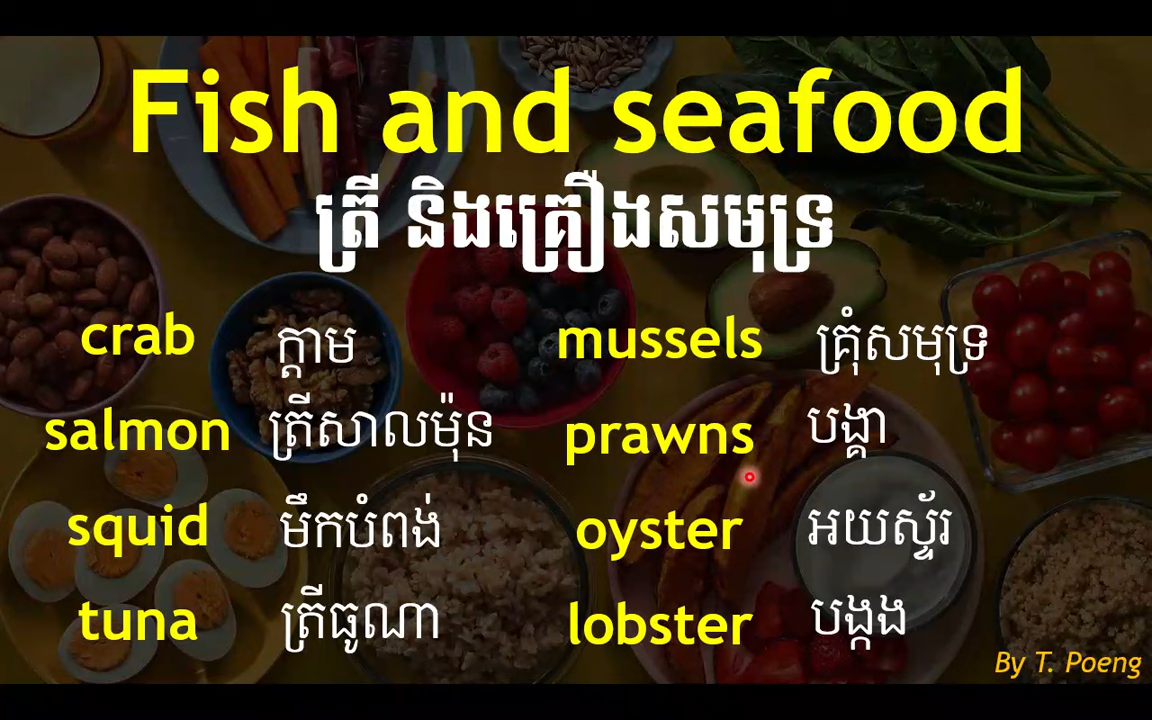 Fish and seafood
ត្រី និងគ្រឿងសមុទ្រ
crab ក្តាម
salmon ត្រីសាលម៉ុន
squid មឹកបំពង់
tuna ត្រីធូណា
mussels គ្រុំសមុទ្រ
prawns បង្គា
oyster អយស្ទ័រ
lobster បង្កង
By T. Poeng